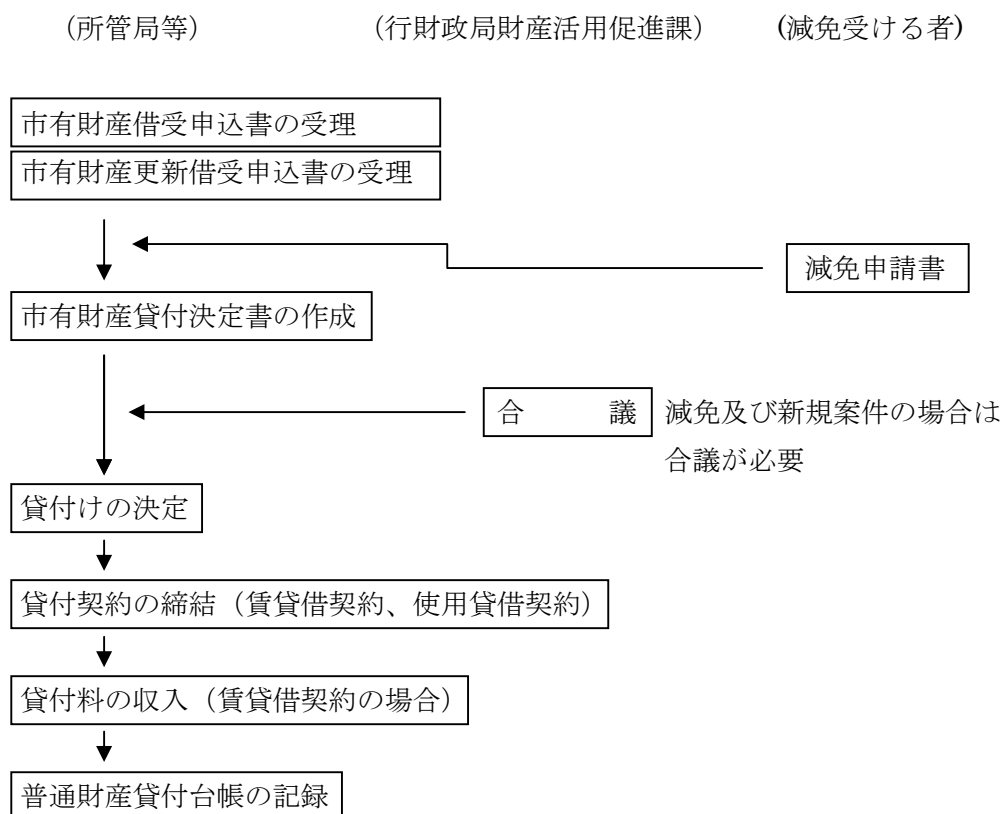 （所管局等） （行財政局財産活用促進課） (減免受ける者)
市有財産借受申込書の受理
市有財産更新借受申込書の受理
減免申請書
市有財産貸付決定書の作成
合　　　議 減免及び新規案件の場合は
合議が必要
貸付けの決定
貸付契約の締結（賃貸借契約、使用貸借契約）
貸付料の収入（賃貸借契約の場合）
普通財産貸付台帳の記録